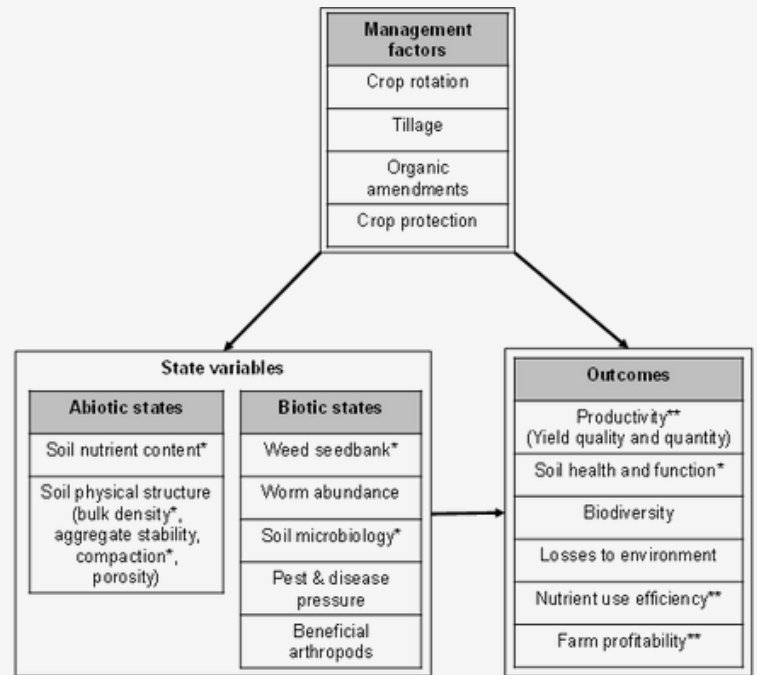 Management
factors
Crop rotation
Tillage
Organic
amendments
Crop protection
State variables
Abiotic states
Soil nutrient content*
Soil physical structure
(bulk density*,
aggregate stability,
compaction*,
porosity)
Biotic states
Weed seedbank*
Worm abundance
Soil microbiology*
Pest & disease
pressure
Beneficial
arthropods
Outcomes
Productivity**
(Yield quality and quantity)
Soil health and function*
Biodiversity
Losses to environment
Nutrient use efficiency**
Farm profitability**